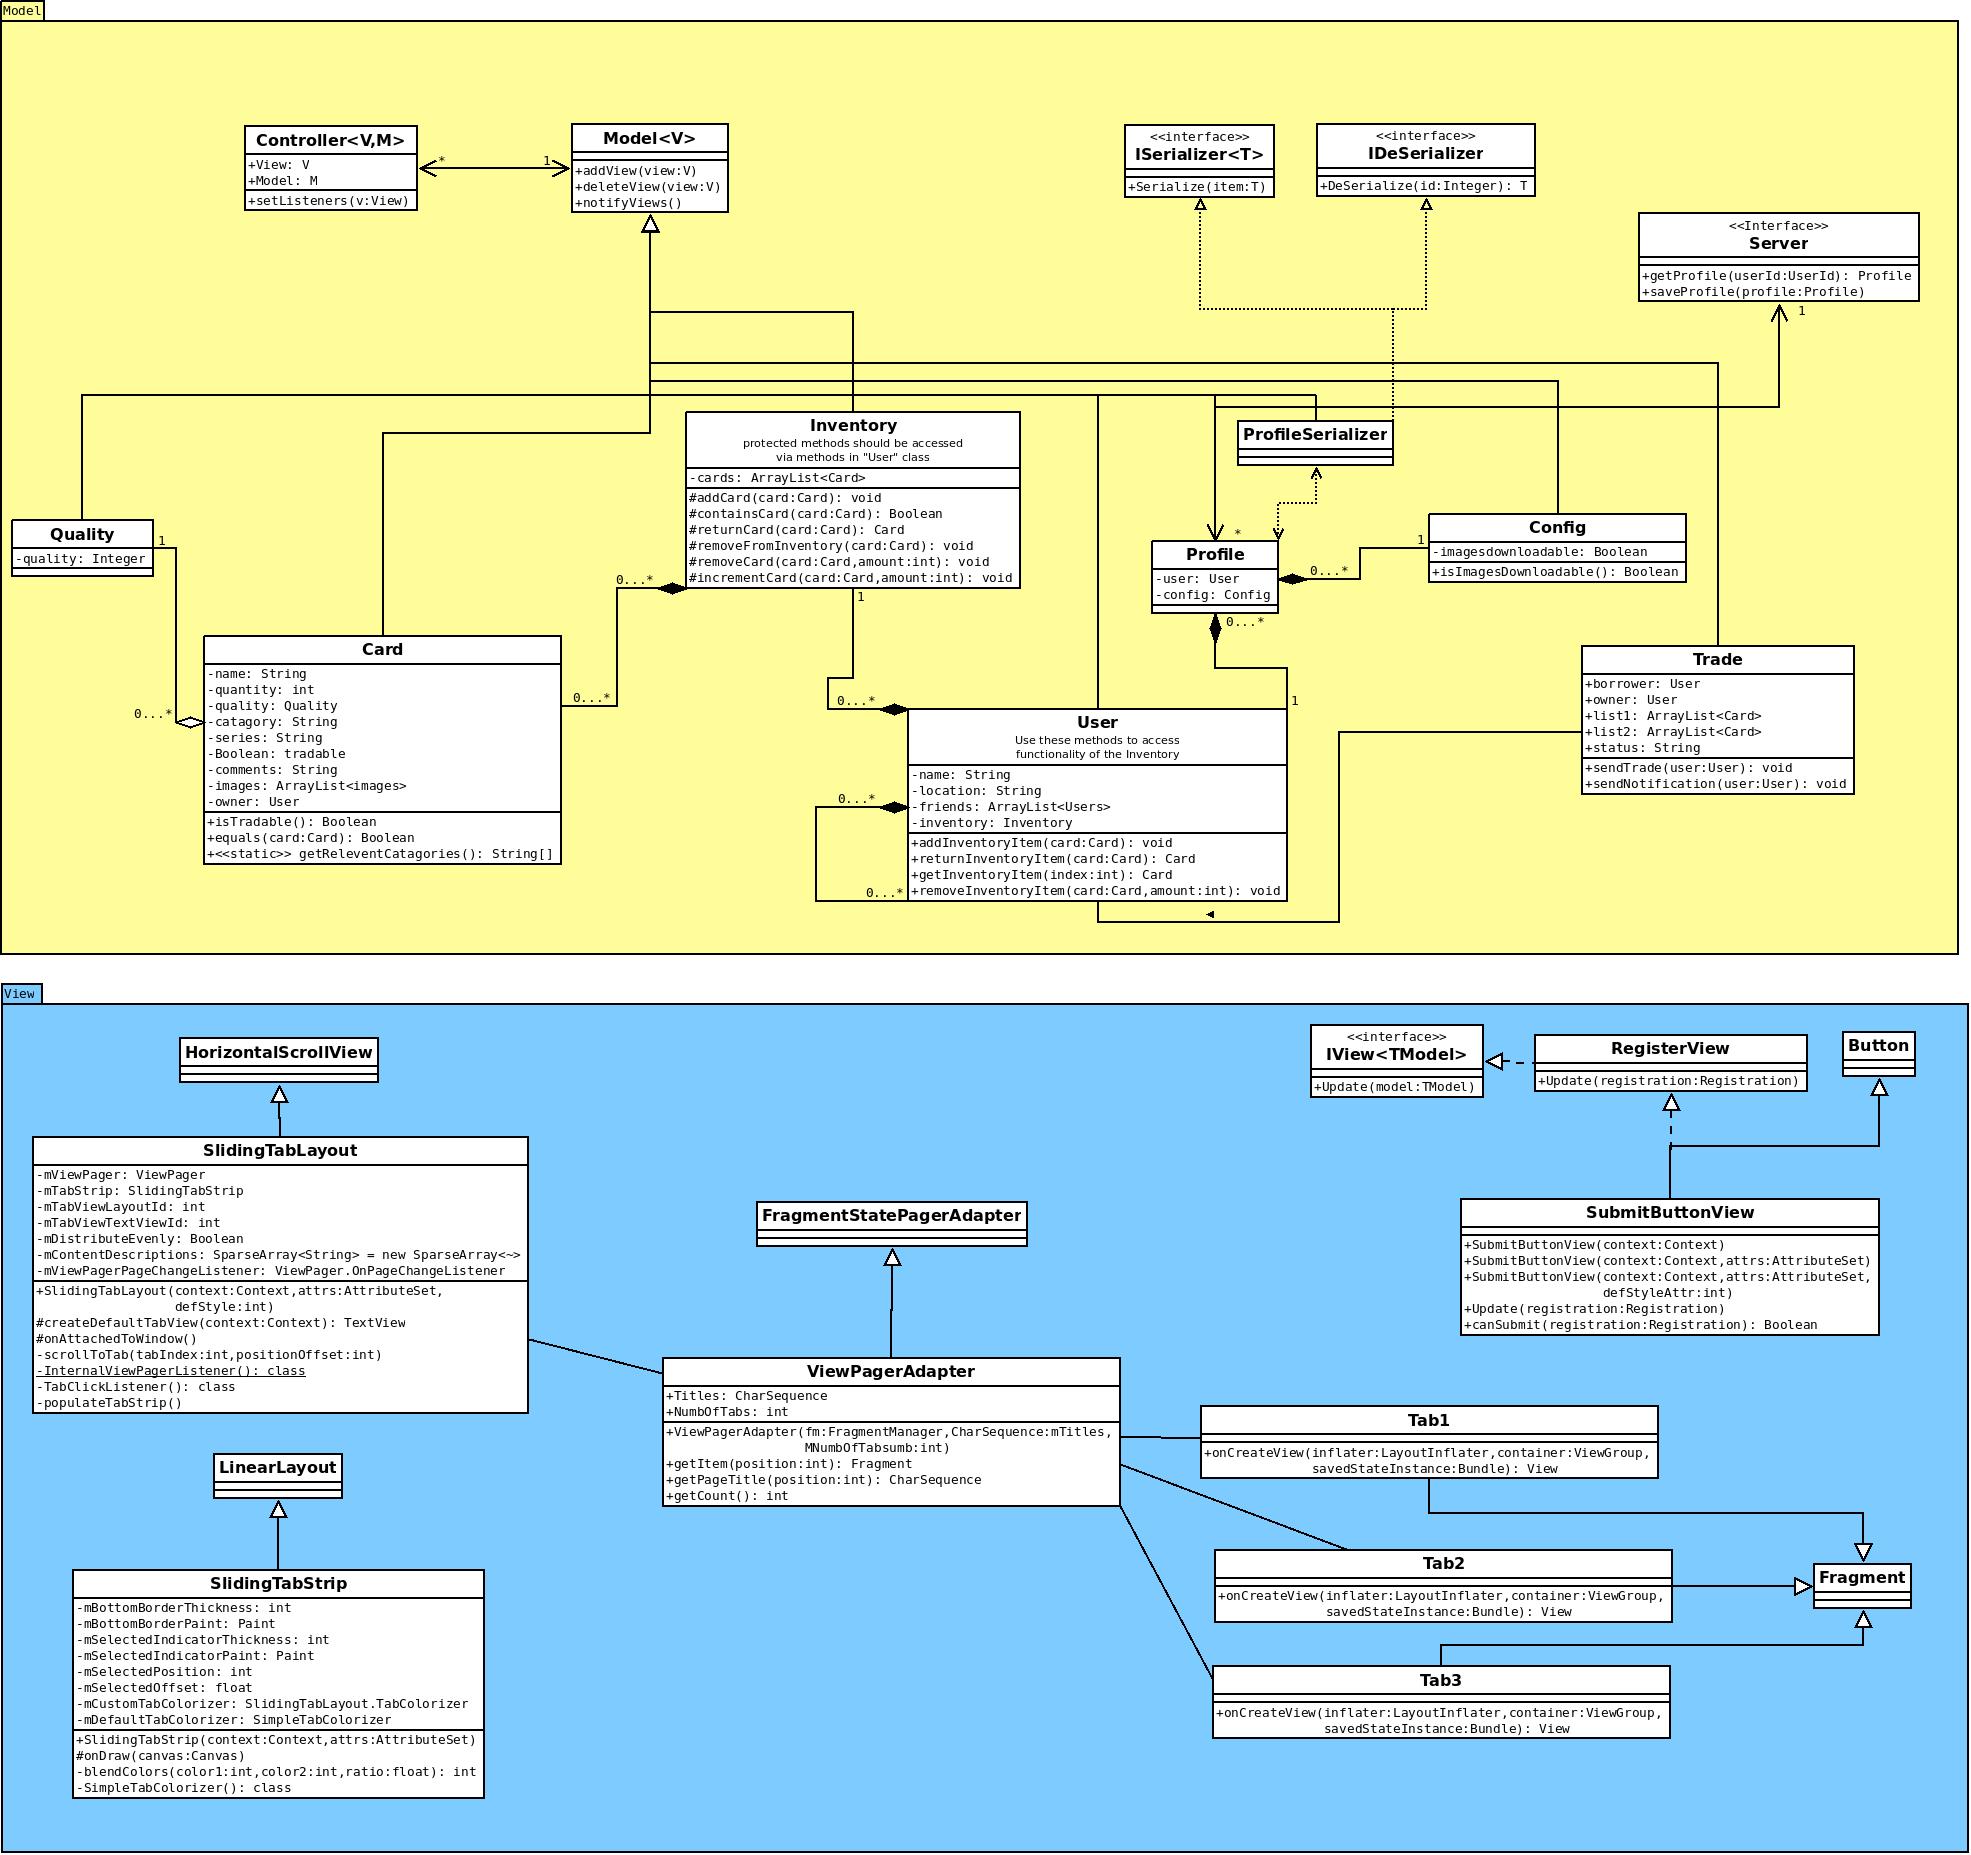 Model
Controller<V,M>
+View: V
+Model: M
+setListeners(v:View)
*
1
Model<V>
+addView(view:V)
+deleteView(view:V)
+notifyViews()
<<interface>>
ISerializer<T>
+Serialize(item:T)
<<interface>>
IDeSerializer
+DeSerialize(id:Integer): T
<<Interface>>
Server
+getProfile(userId:UserId): Profile
+saveProfile(profile:Profile)
1
Inventory
protected methods should be accessed
via methods in "User" class
-cards: ArrayList<Card>
#addCard(card:Card): void
#containsCard(card:Card): Boolean
#returnCard(card:Card): Card
#removeFromInventory(card:Card): void
#removeCard(card:Card,amount:int): void
#incrementCard(card:Card,amount:int): void
0...*
1
ProfileSerializer
Quality
-quality: Integer
1
*
Profile
-user: User
-config: Config
0...*
1
0...*
Config
-imagesdownloadable: Boolean
+isImagesDownloadable(): Boolean
Card
-name: String
-quantity: int
-quality: Quality
-catagory: String
-series: String
-Boolean: tradable
-comments: String
-images: ArrayList<images>
-owner: User
+isTradable(): Boolean
+equals(card:Card): Boolean
+<<static>> getReleventCatagories(): String[]
0...*
0...*
0...*
1
User
Use these methods to access
functionality of the Inventory
-name: String
-location: String
-friends: ArrayList<Users>
-inventory: Inventory
+addInventoryItem(card:Card): void
+returnInventoryItem(card:Card): Card
+getInventoryItem(index:int): Card
+removeInventoryItem(card:Card,amount:int): void
0...*
0...*
Trade
+borrower: User
+owner: User
+list1: ArrayList<Card>
+list2: ArrayList<Card>
+status: String
+sendTrade(user:User): void
+sendNotification(user:User): void
View
HorizontalScrollView
<<interface>>
IView<TModel>
+Update(model:TModel)
RegisterView
+Update(registration:Registration)
Button
SlidingTabLayout
-mViewPager: ViewPager
-mTabStrip: SlidingTabStrip
-mTabViewLayoutId: int
-mTabViewTextViewId: int
-mDistributeEvenly: Boolean
-mContentDescriptions: SparseArray<String> = new SparseArray<~>
-mViewPagerPageChangeListener: ViewPager.OnPageChangeListener
+SlidingTabLayout(context:Context,attrs:AttributeSet,
defStyle:int)
#createDefaultTabView(context:Context): TextView
#onAttachedToWindow()
-scrollToTab(tabIndex:int,positionOffset:int)
-InternalViewPagerListener(): class
-TabClickListener(): class
-populateTabStrip()
FragmentStatePagerAdapter
SubmitButtonView
+SubmitButtonView(context:Context)
+SubmitButtonView(context:Context,attrs:AttributeSet)
+SubmitButtonView(context:Context,attrs:AttributeSet,
defStyleAttr:int)
+Update(registration:Registration)
+canSubmit(registration:Registration): Boolean
ViewPagerAdapter
+Titles: CharSequence
+NumbOfTabs: int
+ViewPagerAdapter(fm:FragmentManager,CharSequence:mTitles,
MNumbOfTabsumb:int)
+getItem(position:int): Fragment
+getPageTitle(position:int): CharSequence
+getCount(): int
Tab1
+onCreateView(inflater:LayoutInflater,container:ViewGroup,
savedStateInstance:Bundle): View
LinearLayout
Tab2
+onCreateView(inflater:LayoutInflater,container:ViewGroup,
savedStateInstance:Bundle): View
Fragment
SlidingTabStrip
-mBottomBorderThickness: int
-mBottomBorderPaint: Paint
-mSelectedIndicatorThickness: int
-mSelectedIndicatorPaint: Paint
-mSelectedPosition: int
-mSelectedOffset: float
-mCustomTabColorizer: SlidingTabLayout.TabColorizer
-mDefaultTabColorizer: SimpleTabColorizer
+SlidingTabStrip(context:Context,attrs:AttributeSet)
#onDraw(canvas:Canvas)
-blendColors(color1:int,color2:int,ratio:float): int
-SimpleTabColorizer(): class
Tab3
+onCreateView(inflater:LayoutInflater,container:ViewGroup,
savedStateInstance:Bundle): View